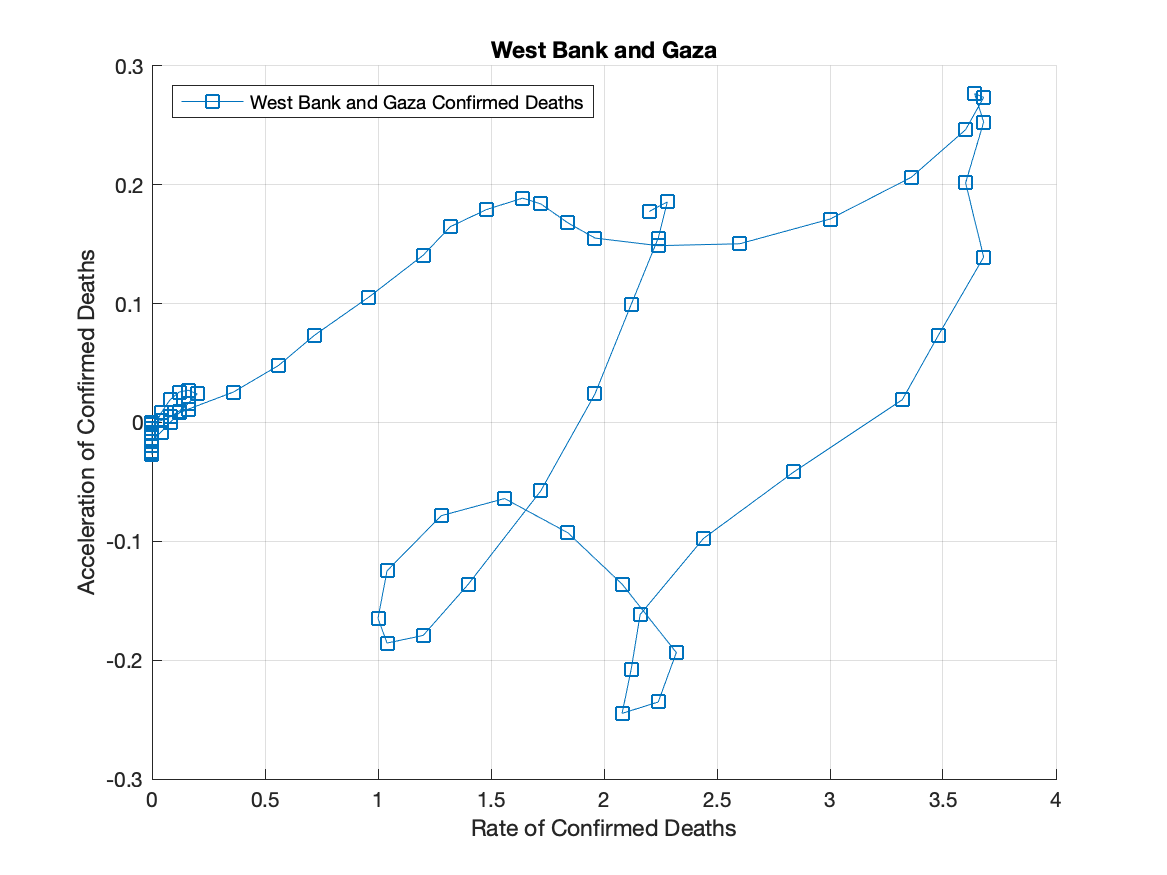 West Bank and Gaza
0.3
West Bank and Gaza Confirmed Deaths
0.2
0.1
0
-0.1
-0.2
-0.3
Acceleration of Confirmed Deaths
0 0.5 1 1.5 2 2.5 3 3.5 4
Rate of Confirmed Deaths